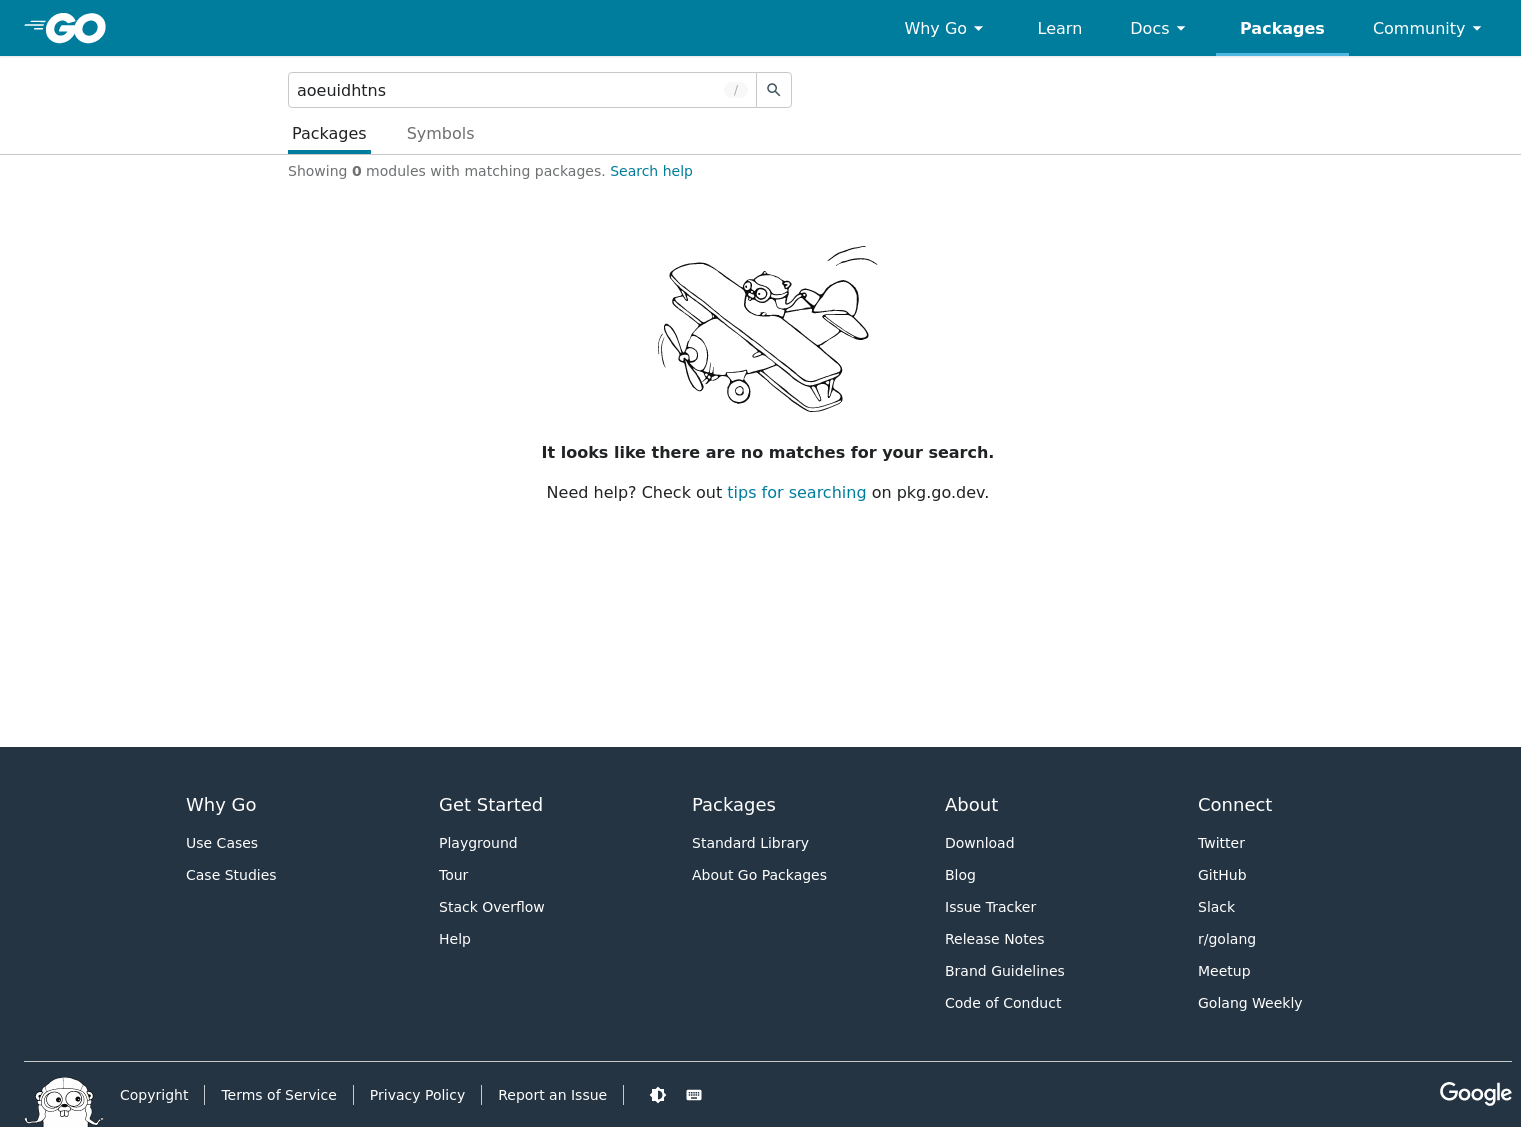 GO
Why Go
Learn
Docs
Packages
Community
aoeuidhtns
/
Packages
Symbols
Showing 0 modules with matching packages. Search help
It looks like there are no matches for your search.
Need help? Check out tips for searching on pkg.go.dev.
Why Go
Use Cases
Case Studies
Get Started
Playground
Tour
Stack Overflow
Help
Packages
Standard Library
About Go Packages
About
Download
Blog
Issue Tracker
Release Notes
Brand Guidelines
Code of Conduct
Connect
Twitter
GitHub
Slack
r/golang
Meetup
Golang Weekly
Copyright
Terms of Service
Privacy Policy
Report an Issue
Google